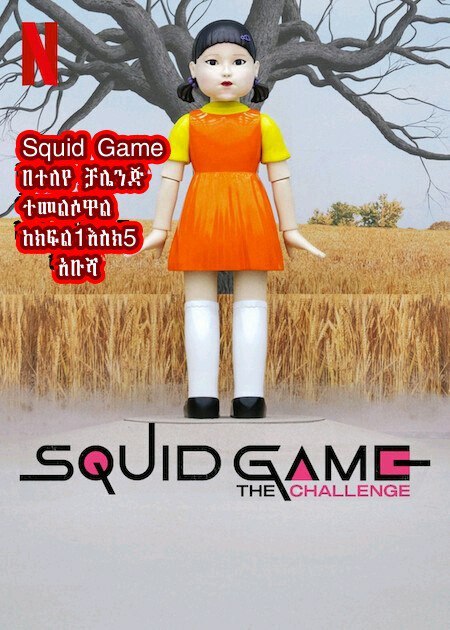 N
Squid Game
በተለየ ቻሌንጅ
ተመልሶዋል
ከክፍል1እስከ5
አቡሻ
SQUID GAME
THE CHALLENGE